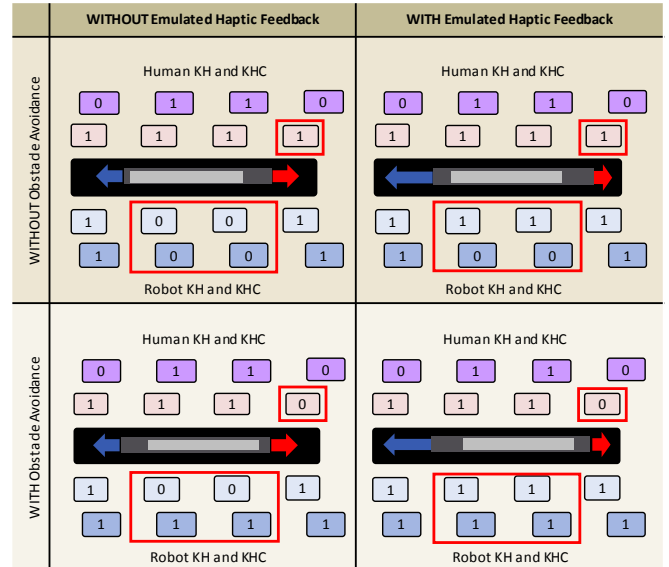 WITHOUT Emulated Haptic Feedback
WITH Emulated Haptic Feedback
WITHOUT Obstade Avoidance
Human KH and KHC
0 1 1 0
1 1 1 1
1 0 0 1
1 0 0 1
Robot KH and KHC
Human KH and KHC
0 1 1 0
1 1 1 1
1 1 1 1
1 0 0 1
Robot KH and KHC
WITH Obstade Avoidance
Human KH and KHC
0 1 1 0
1 1 1 0
1 0 0 1
1 1 1 1
Robot KH and KHC
Human KH and KHC
0 1 1 0
1 1 1 0
1 1 1 1
1 1 1 1
Robot KH and KHC